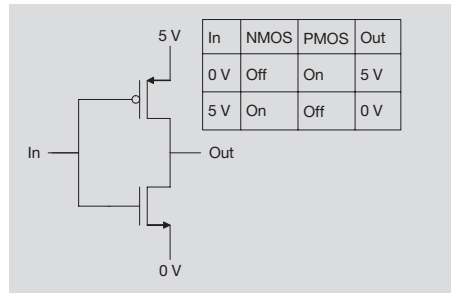 5 V
In NMOS PMOS Out
0 V Off On 5 V
5 V On Off 0 V
In
Out
0 V